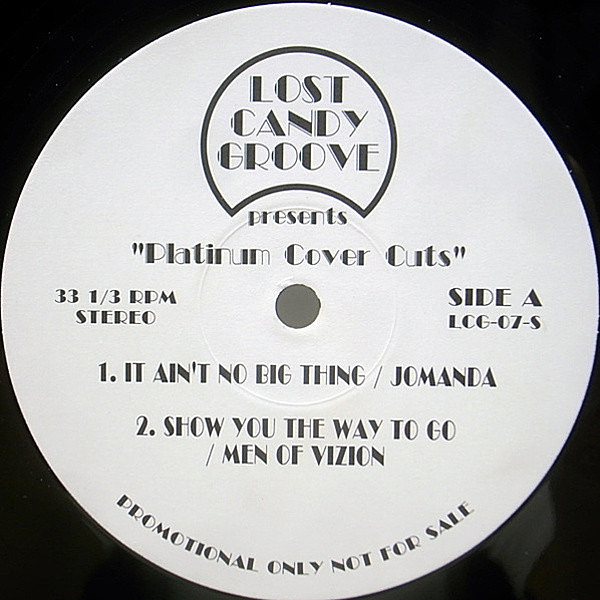 LOST
CANDY
GROOVE
presents
"Platinum Cover Cuts"
33 1/3 RPM
STEREO
SIDE A
LCG-07-S
1. IT AIN'T NO BIG THING / JOMANDA
2. SHOW YOU THE WAY TO GO
/ MEN OF VIZION
PROMOTIONAL ONLY NOT FOR SALE